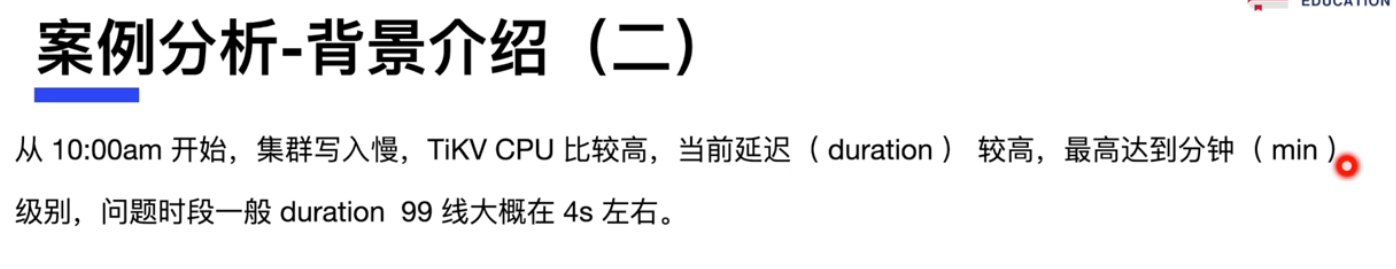 EDUCATION
案例分析-背景介绍（二）
从 10:00am 开始，集群写入慢，TiKV CPU 比较高，当前延迟（ duration ） 较高，最高达到分钟（ min ）
级别，问题时段一般 duration  99 线大概在 4s 左右。